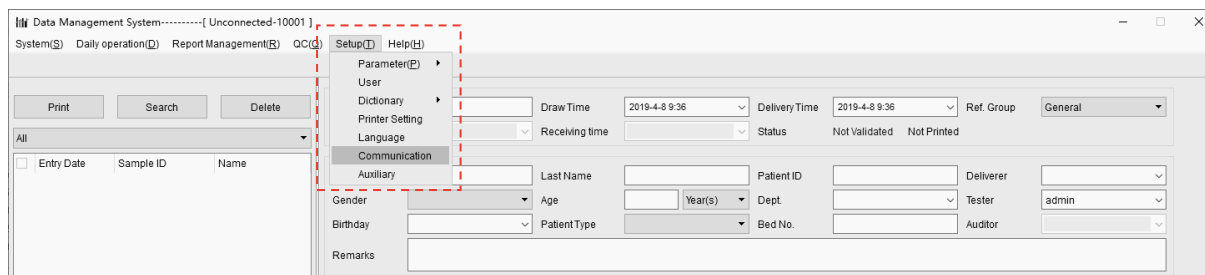 Data Management System----------[ Unconnected-10001 ]
System(S) Daily operation(D) Report Management(R) QC(Q) Setup(T) Help(H)
Parameter(P)
User
Dictionary
Printer Setting
Language
Communication
Auxiliary
Print Search Delete
All
Entry Date Sample ID Name
Draw Time 2019-4-8 9:36 Delivery Time 2019-4-8 9:36 Ref. Group General
Receiving time Status Not Validated Not Printed
Last Name Patient ID Deliverer
Gender Age Year(s) Dept. Tester admin
Birthday Patient Type Bed No. Auditor
Remarks